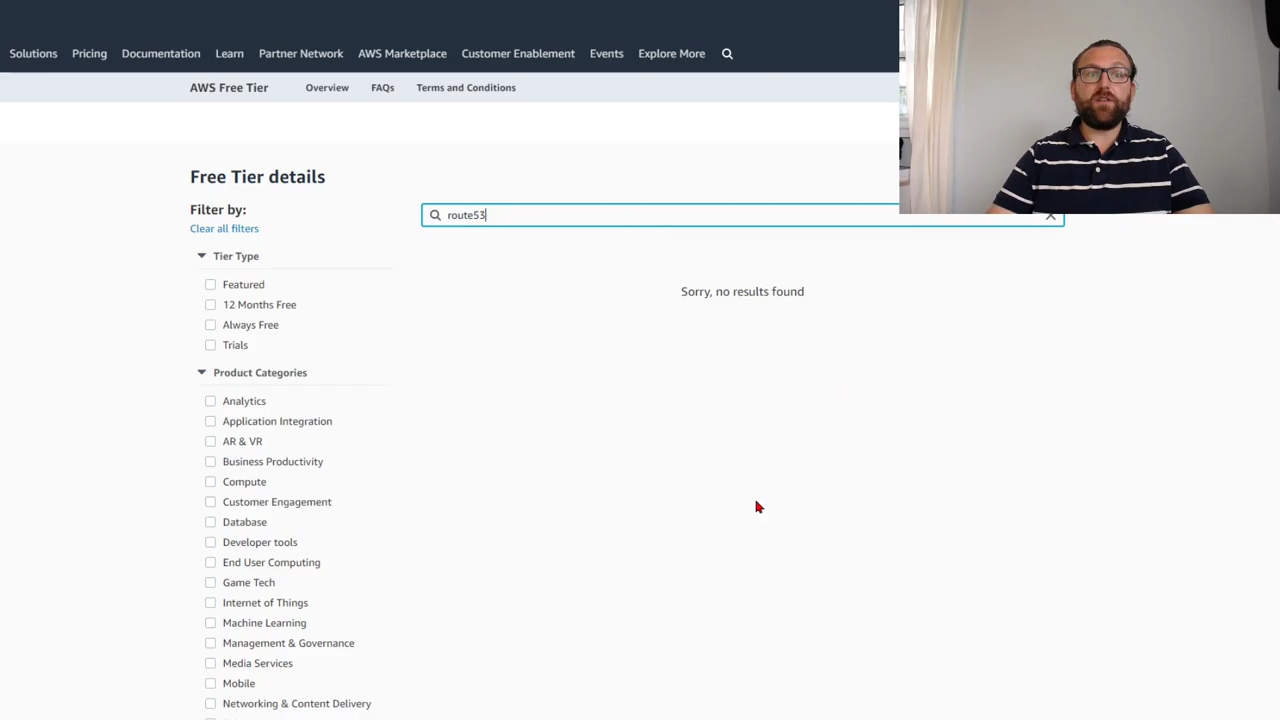 Solutions Pricing Documentation Learn Partner Network AWS Marketplace Customer Enablement Events Explore More
AWS Free Tier Overview FAQs Terms and Conditions
Free Tier details
Filter by:
Clear all filters
route53
Tier Type
Featured
Sorry, no results found
12 Months Free
Always Free
Trials
Product Categories
Analytics
Application Integration
AR & VR
Business Productivity
Compute
Customer Engagement
Database
Developer tools
End User Computing
Game Tech
Internet of Things
Machine Learning
Management & Governance
Media Services
Mobile
Networking & Content Delivery